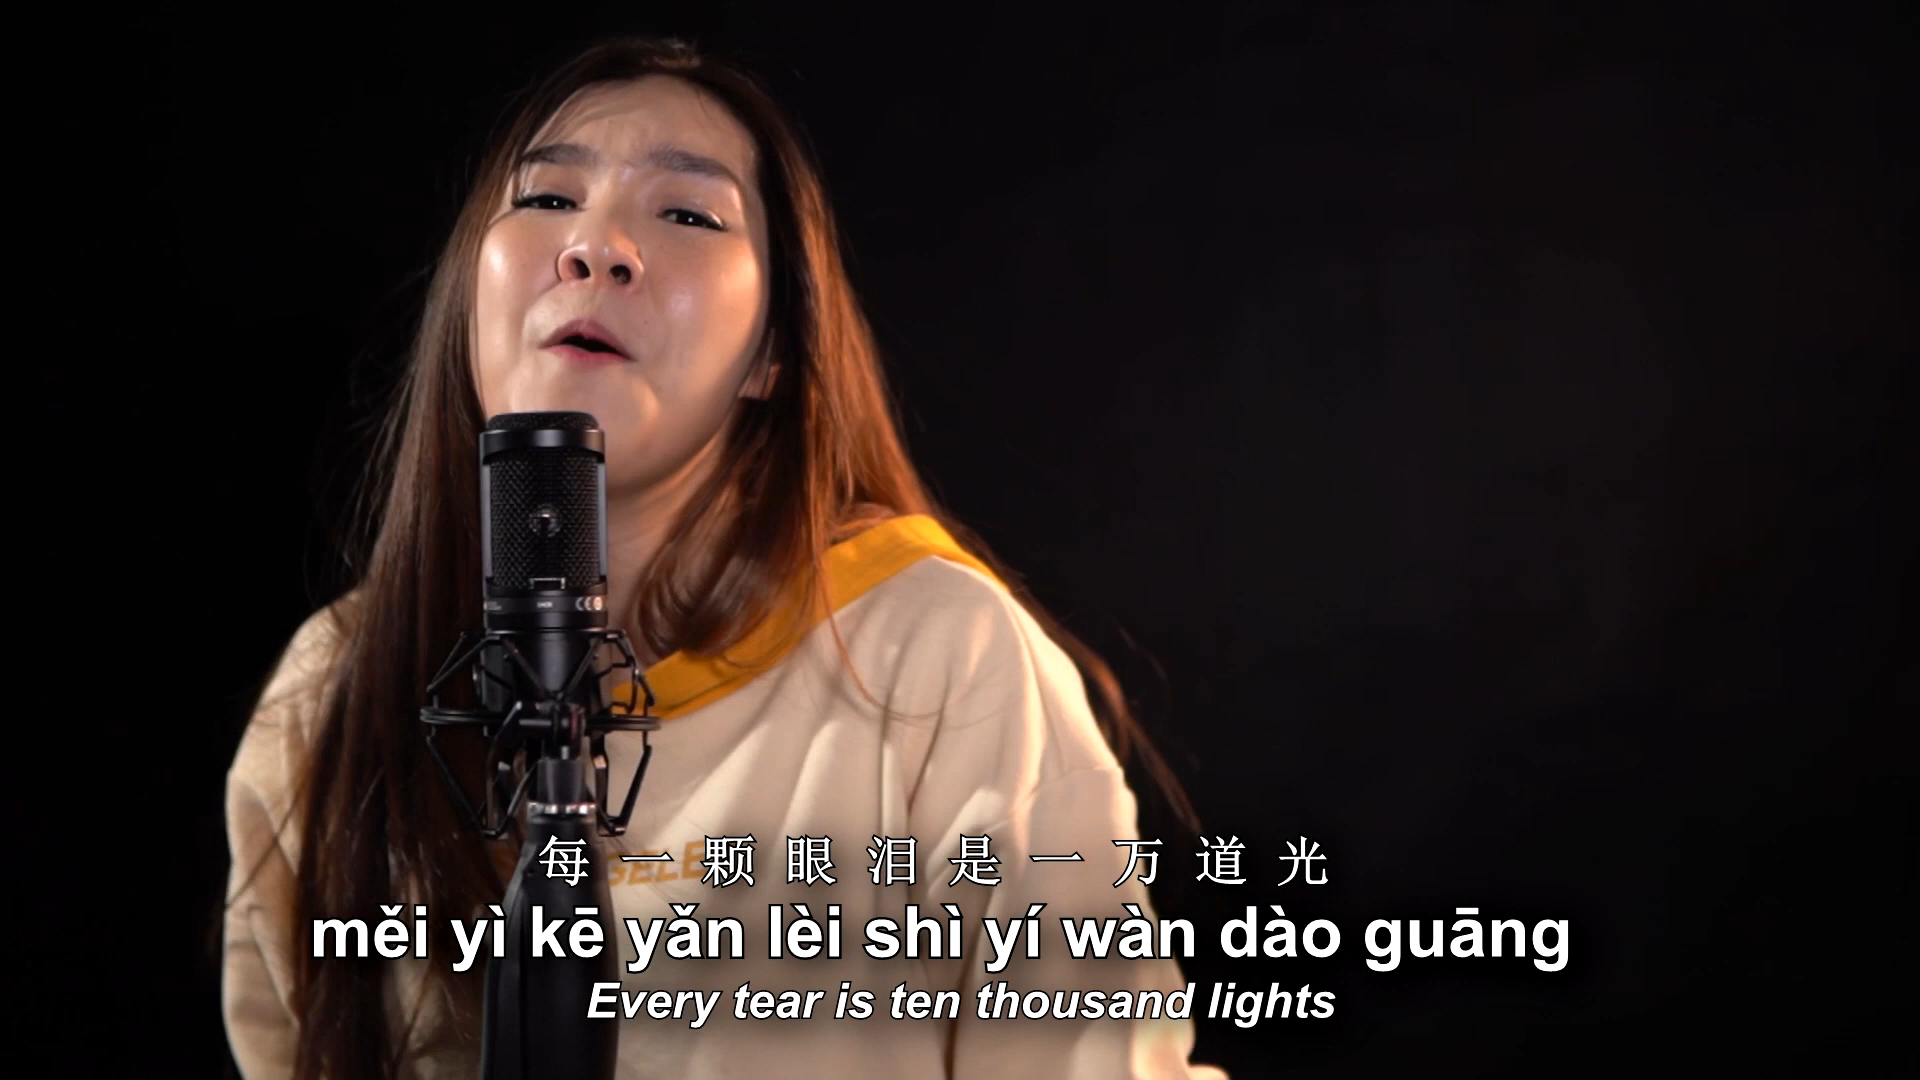 每一颗眼泪是一万道光
měi yì kē yǎn lèi shì yí wàn dào guāng
Every tear is ten thousand lights